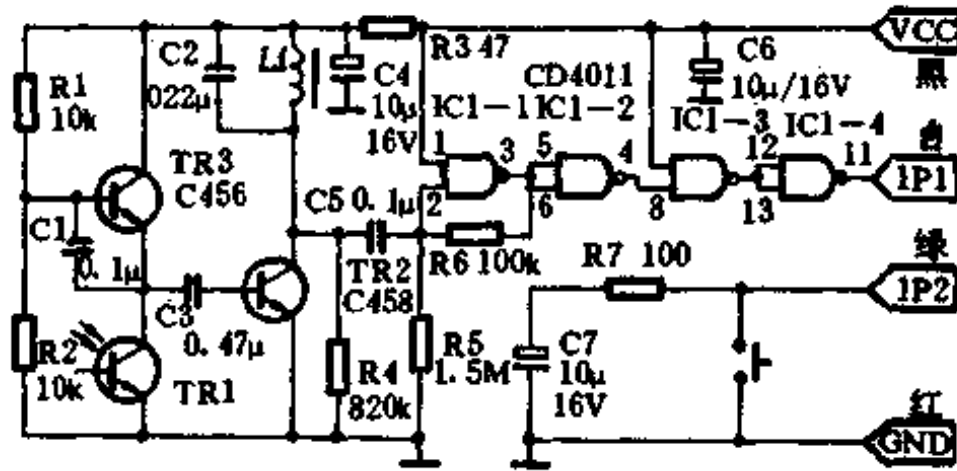 VCC
黑
C2
022μ
L1
R3 47
C6
10μ/16V
R1
10k
C4
10μ
16V
CD4011
IC1-1
IC1-2
IC1-3
IC1-4
白
1P1
1
2
3
5
6
4
8
12
13
11
TR3
C456
C1
0.1μ
C5 0.1μ
R6 100k
TR2
C458
R7 100
绿
1P2
C3
0.47μ
R2
10k
TR1
R4
820k
R5
1.5M
C7
10μ
16V
红
GND